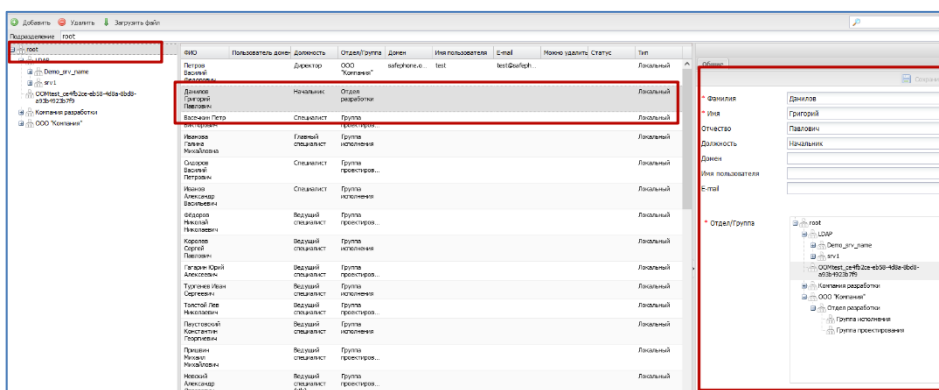 Добавить Удалить Загрузить файл
Подразделение root
root
LDAP
Demo_srv_name
srv1
OOMtest_ce4fb2ce-eb58-4d8a-8bd8-
a93b4923b7f9
Компания разработки
ООО "Компания"
ФИО Пользователь домен Должность Отдел/Группа Домен Имя пользователя E-mail Можно удалить Статус Тип
Петров Директор ООО safephone.o... test test@safeph... Локальный
Василий "Компания"
Федорович
Данилов Начальник Отдел Локальный
Григорий разработки
Павлович
Васечкин Петр Специалист Группа Локальный
Викторович проектиров...
Иванова Главный Группа Локальный
Галина специалист исполнения
Михайловна
Сидоров Специалист Группа Локальный
Василий проектиров...
Петрович
Иванов Специалист Группа Локальный
Александр исполнения
Васильевич
Фёдоров Ведущий Группа Локальный
Николай специалист проектиров...
Николаевич
Королев Ведущий Группа Локальный
Сергей специалист исполнения
Павлович
Гагарин Юрий Ведущий Группа Локальный
Алексеевич специалист проектиров...
Тургенев Иван Ведущий Группа Локальный
Сергеевич специалист исполнения
Толстой Лев Ведущий Группа Локальный
Николаевич специалист проектиров...
Паустовский Ведущий Группа Локальный
Константин специалист исполнения
Георгиевич
Пришвин Ведущий Группа Локальный
Михаил специалист проектиров...
Михайлович
Невский Ведущий Группа Локальный
Александр специалист проектиров...
Общие
Сохранит
* Фамилия Данилов
* Имя Григорий
Отчество Павлович
Должность Начальник
Домен
Имя пользователя
E-mail
* Отдел/Группа
root
LDAP
Demo_srv_name
srv1
OOMtest_ce4fb2ce-eb58-4d8a-8bd8-
a93b4923b7f9
Компания разработки
ООО "Компания"
Отдел разработки
Группа исполнения
Группа проектирования